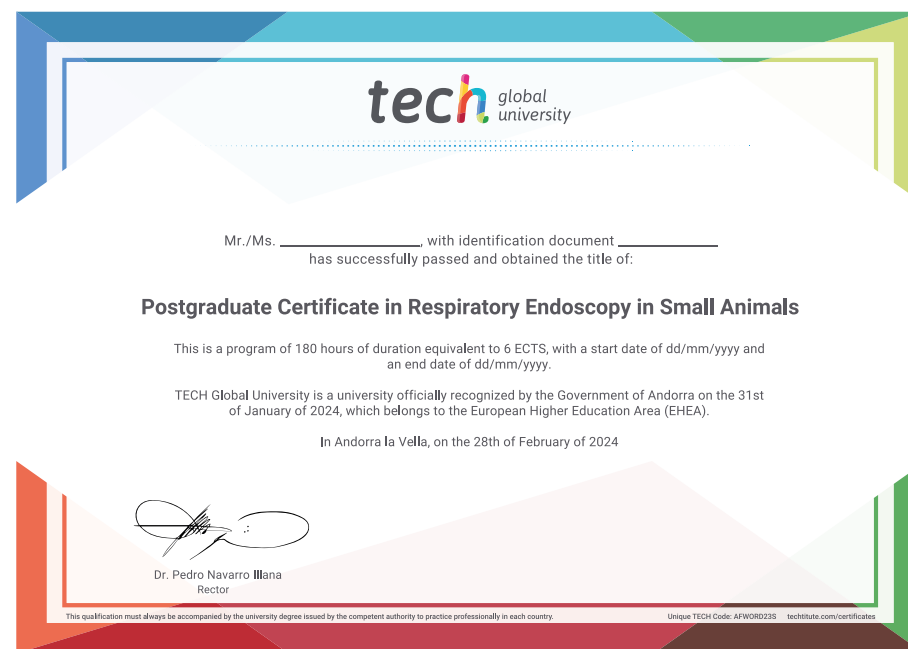 tech global university
Mr./Ms. ____________________, with identification document ______________
has successfully passed and obtained the title of:
Postgraduate Certificate in Respiratory Endoscopy in Small Animals
This is a program of 180 hours of duration equivalent to 6 ECTS, with a start date of dd/mm/yyyy and
an end date of dd/mm/yyyy.
TECH Global University is a university officially recognized by the Government of Andorra on the 31st
of January of 2024, which belongs to the European Higher Education Area (EHEA).
In Andorra la Vella, on the 28th of February of 2024
Dr. Pedro Navarro Illana
Rector
This qualification must always be accompanied by the university degree issued by the competent authority to practice professionally in each country.
Unique TECH Code: AFWORD23S techtitute.com/certificates